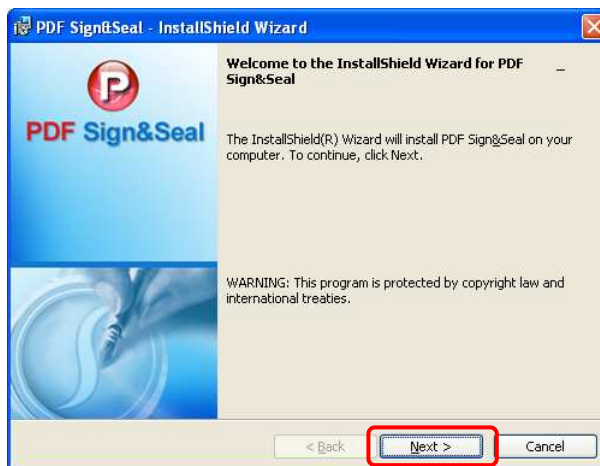 PDF Sign&Seal - InstallShield Wizard
P
PDF Sign&Seal
Welcome to the InstallShield Wizard for PDF _
Sign&Seal
The InstallShield(R) Wizard will install PDF Sign&Seal on your
computer. To continue, click Next.
WARNING: This program is protected by copyright law and
international treaties.
< Back
Next >
Cancel